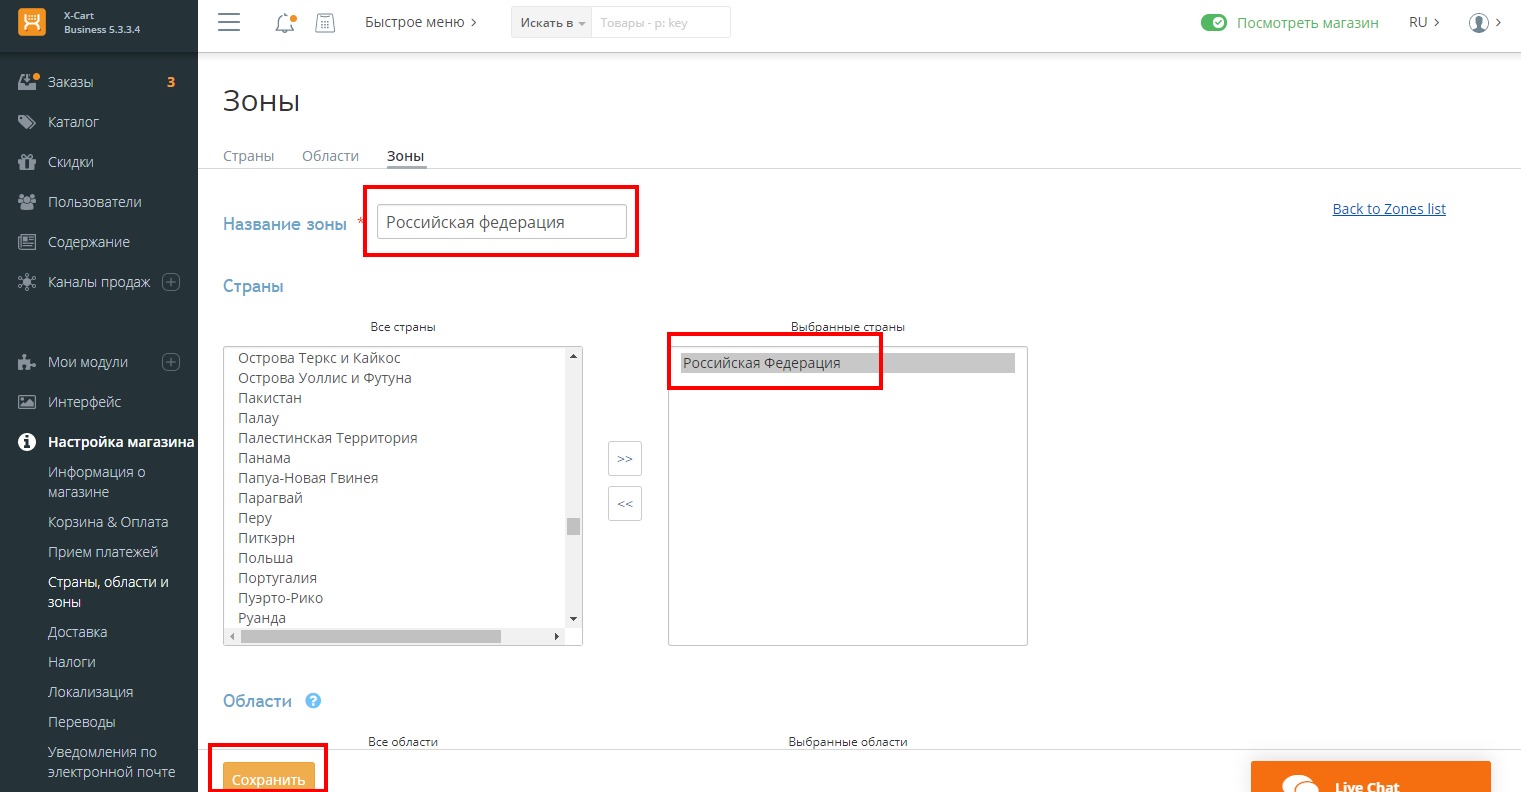 X-Cart
Business 5.3.3.4
Быстрое меню
Искать в
Товары - p: key
Посмотреть магазин
RU
Заказы 3
Каталог
Скидки
Пользователи
Содержание
Каналы продаж
Мои модули
Интерфейс
Настройка магазина
Информация о
магазине
Корзина & Оплата
Прием платежей
Страны, области и
зоны
Доставка
Налоги
Локализация
Переводы
Уведомления по
электронной почте
Зоны
Страны Области Зоны
Название зоны *
Российская федерация
Back to Zones list
Страны
Все страны
Острова Теркс и Кайкос
Острова Уоллис и Футуна
Пакистан
Палау
Палестинская Территория
Панама
Папуа-Новая Гвинея
Парагвай
Перу
Питкэрн
Польша
Португалия
Пуэрто-Рико
Руанда
>>
<<
Выбранные страны
Российская Федерация
Области ?
Все области
Выбранные области
Сохранить
Live Chat